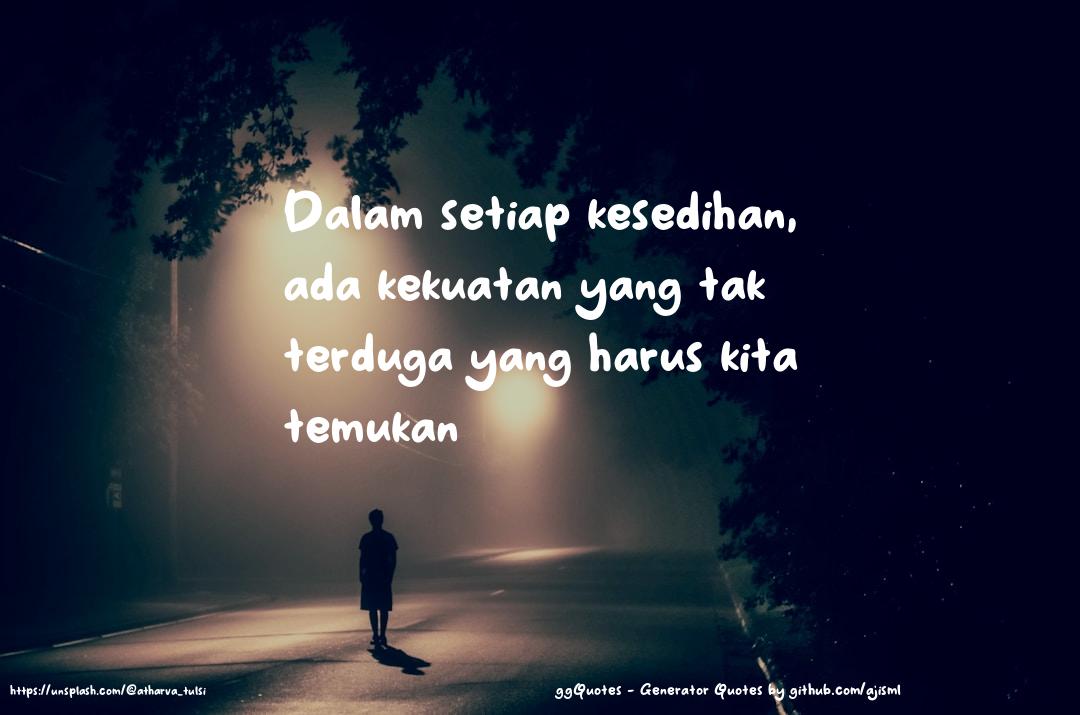 Dalam setiap kesedihan,
ada kekuatan yang tak
terduga yang harus kita
temukan
https://unsplash.com/@atharva_tulsi
ggQuotes - Generator Quotes by github.com/ajisml